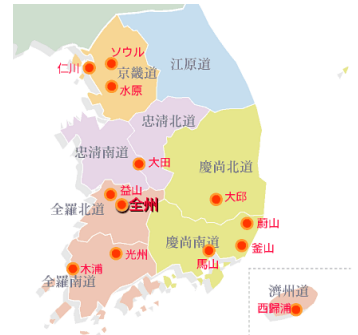 ソウル
仁川
京畿道
江原道
水原
忠淸北道
忠淸南道
大田
慶尚北道
益山
大邱
全州
全羅北道
蔚山
慶尚南道
釜山
光州
馬山
木浦
全羅南道
濟州道
西歸浦